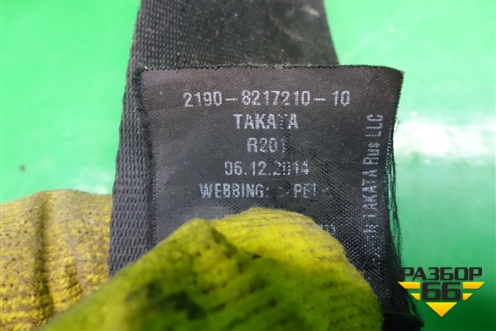 2190-8217210-10
TAKATA
R201
06.12.2014
WEBBING: >PET<
TAKATA Rus LLC
РАЗБОР
66